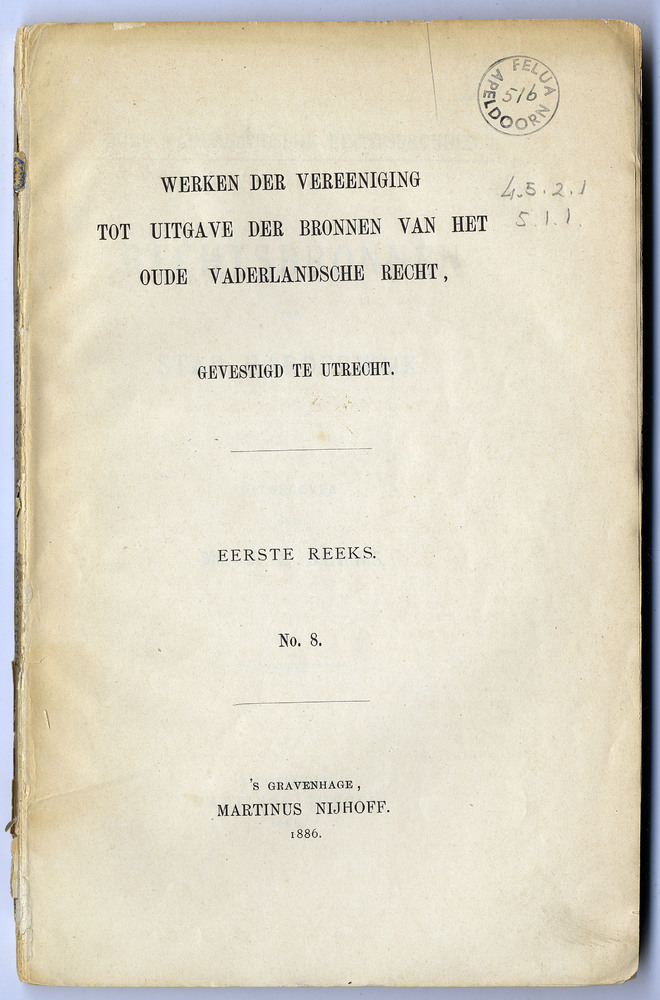 FELUA
516
APELDOORN
4.5.2.1
5.1.1.
WERKEN DER VEREENIGING
TOT UITGAVE DER BRONNEN VAN HET
OUDE VADERLANDSCHE RECHT,
GEVESTIGD TE UTRECHT.
EERSTE REEKS.
No. 8.
'S GRAVENHAGE,
MARTINUS NIJHOFF.
1886.